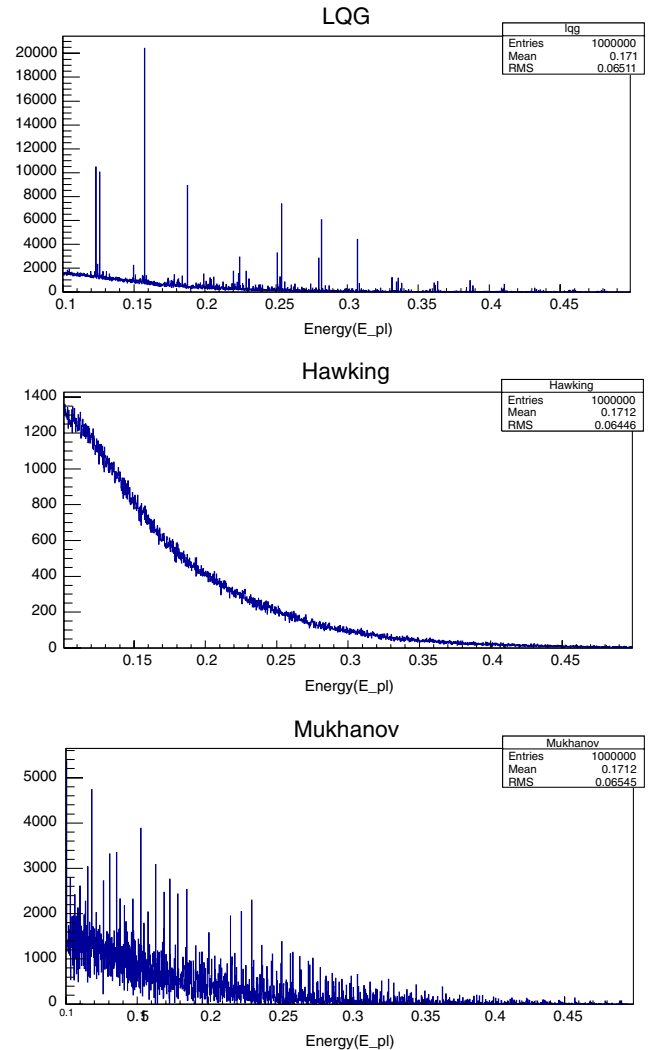 LQG
lqg
Entries 1000000
Mean 0.171
RMS 0.06511
20000
18000
16000
14000
12000
10000
8000
6000
4000
2000
0
0.1 0.15 0.2 0.25 0.3 0.35 0.4 0.45
Energy(E_pl)
Hawking
Hawking
Entries 1000000
Mean 0.1712
RMS 0.06446
1400
1200
1000
800
600
400
200
0
0.15 0.2 0.25 0.3 0.35 0.4 0.45
Energy(E_pl)
Mukhanov
Mukhanov
Entries 1000000
Mean 0.1712
RMS 0.06545
5000
4000
3000
2000
1000
0
0.1 0.15 0.2 0.25 0.3 0.35 0.4 0.45
Energy(E_pl)